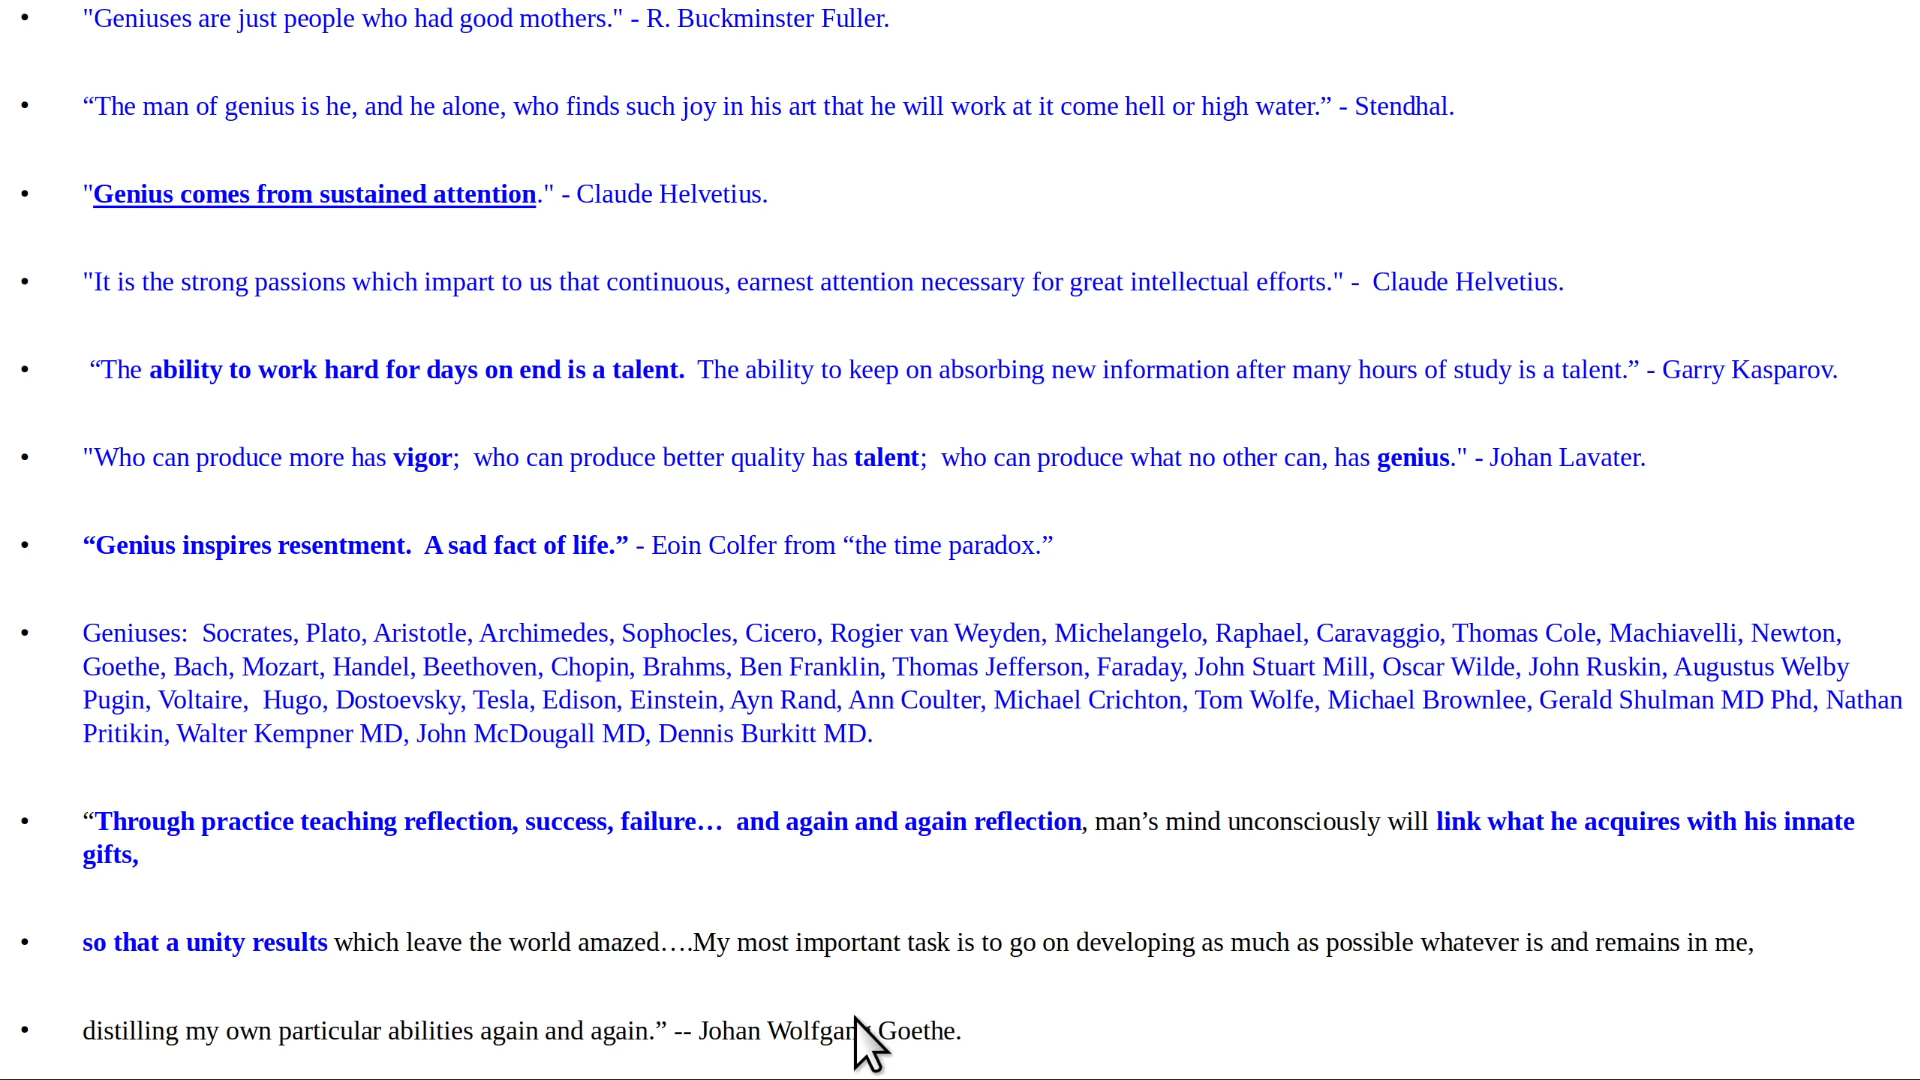 • "Geniuses are just people who had good mothers." - R. Buckminster Fuller.
• “The man of genius is he, and he alone, who finds such joy in his art that he will work at it come hell or high water.” - Stendhal.
• "Genius comes from sustained attention." - Claude Helvetius.
• "It is the strong passions which impart to us that continuous, earnest attention necessary for great intellectual efforts." -  Claude Helvetius.
• “The ability to work hard for days on end is a talent.  The ability to keep on absorbing new information after many hours of study is a talent.” - Garry Kasparov.
• "Who can produce more has vigor;  who can produce better quality has talent;  who can produce what no other can, has genius." - Johan Lavater.
• “Genius inspires resentment.  A sad fact of life.” - Eoin Colfer from “the time paradox.”
• Geniuses:  Socrates, Plato, Aristotle, Archimedes, Sophocles, Cicero, Rogier van Weyden, Michelangelo, Raphael, Caravaggio, Thomas Cole, Machiavelli, Newton,
Goethe, Bach, Mozart, Handel, Beethoven, Chopin, Brahms, Ben Franklin, Thomas Jefferson, Faraday, John Stuart Mill, Oscar Wilde, John Ruskin, Augustus Welby
Pugin, Voltaire,  Hugo, Dostoevsky, Tesla, Edison, Einstein, Ayn Rand, Ann Coulter, Michael Crichton, Tom Wolfe, Michael Brownlee, Gerald Shulman MD Phd, Nathan
Pritikin, Walter Kempner MD, John McDougall MD, Dennis Burkitt MD.
• “Through practice teaching reflection, success, failure…  and again and again reflection, man’s mind unconsciously will link what he acquires with his innate
gifts,
• so that a unity results which leave the world amazed….My most important task is to go on developing as much as possible whatever is and remains in me,
• distilling my own particular abilities again and again.” -- Johan Wolfgang Goethe.